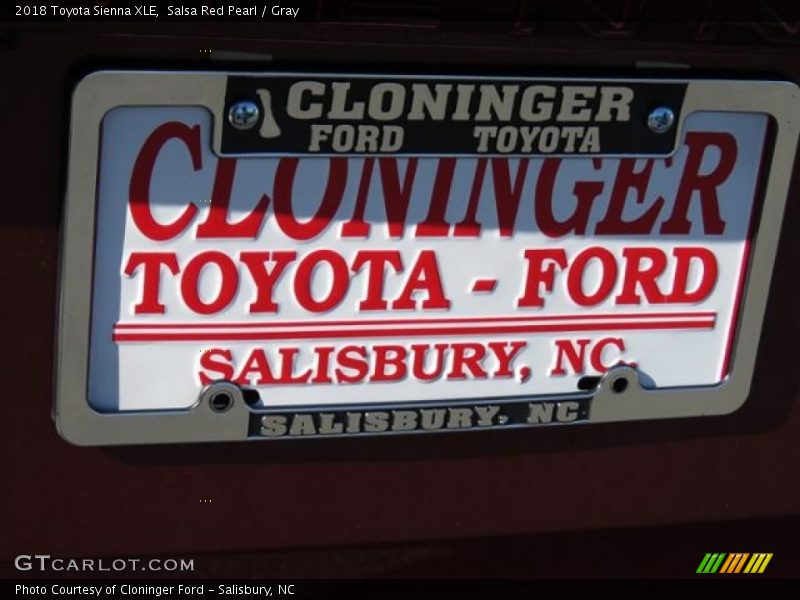 2018 Toyota Sienna XLE,  Salsa Red Pearl / Gray
CLONINGER
FORD TOYOTA
CLONINGER
TOYOTA - FORD
SALISBURY, NC.
SALISBURY, NC
GTCARLOT.COM
Photo Courtesy of Cloninger Ford - Salisbury, NC